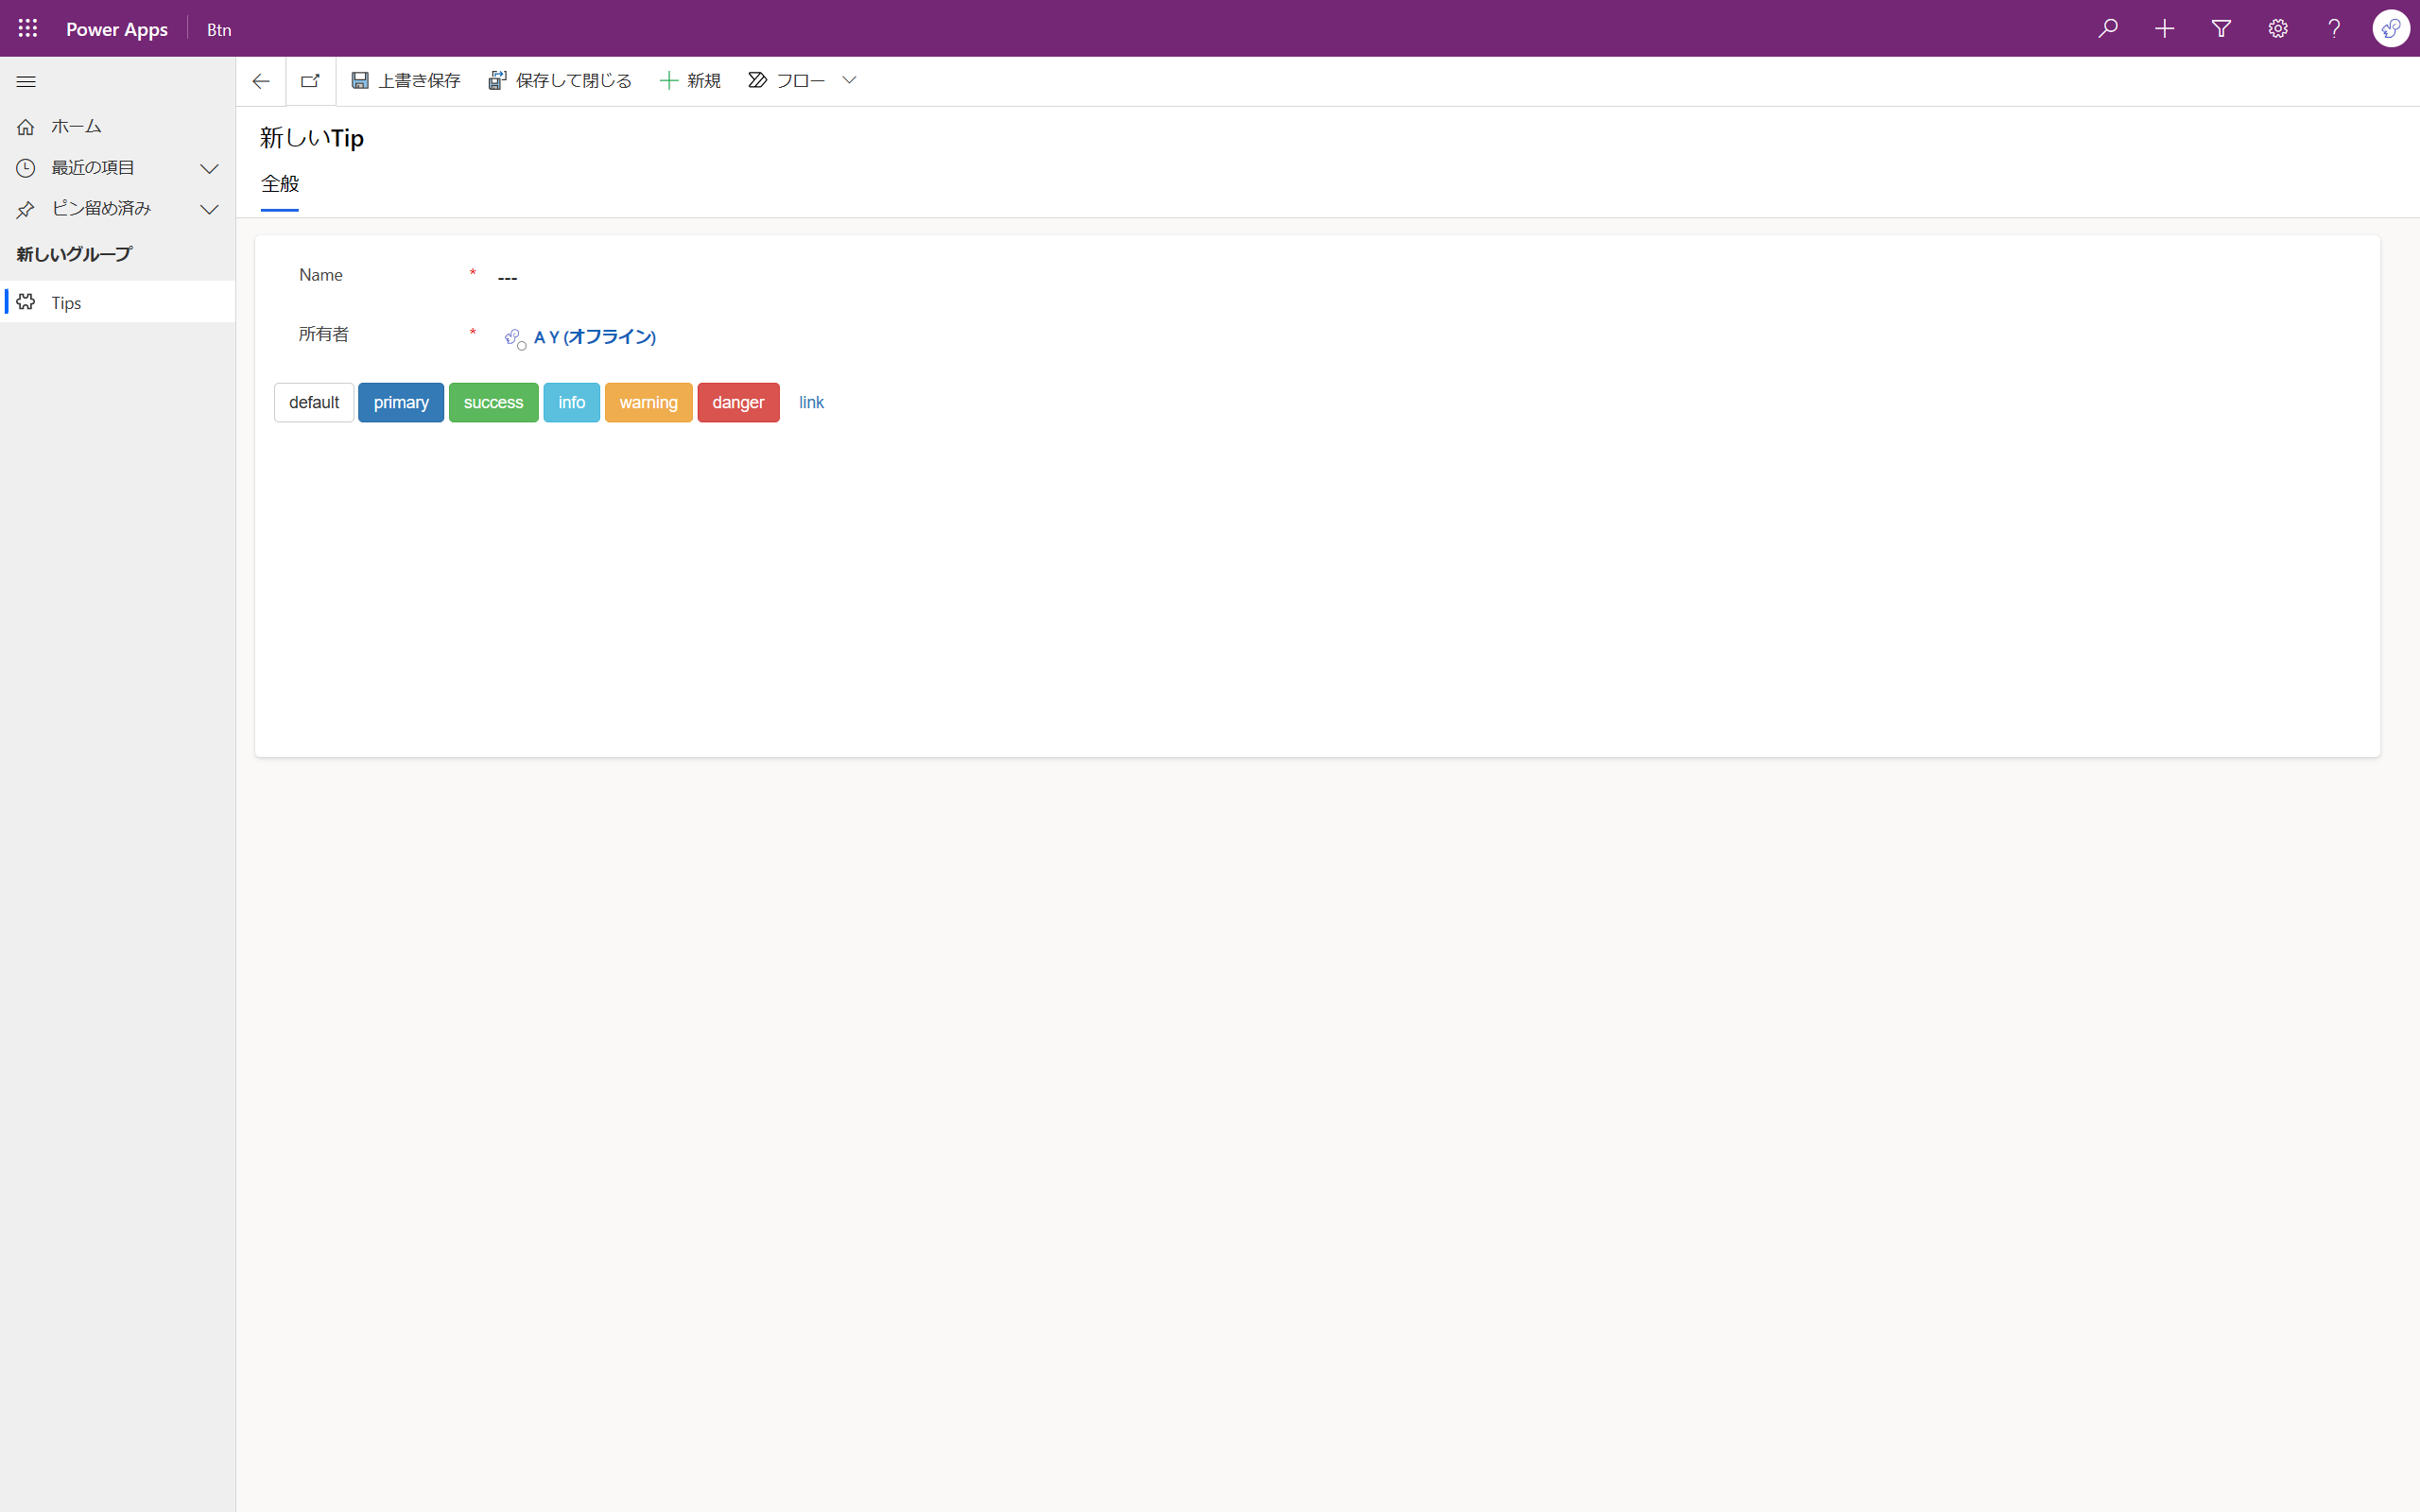 Power Apps Btn
上書き保存 保存して閉じる 新規 フロー
ホーム
最近の項目
ピン留め済み
新しいグループ
Tips
新しいTip
全般
Name * ---
所有者 * A Y (オフライン)
default primary success info warning danger link